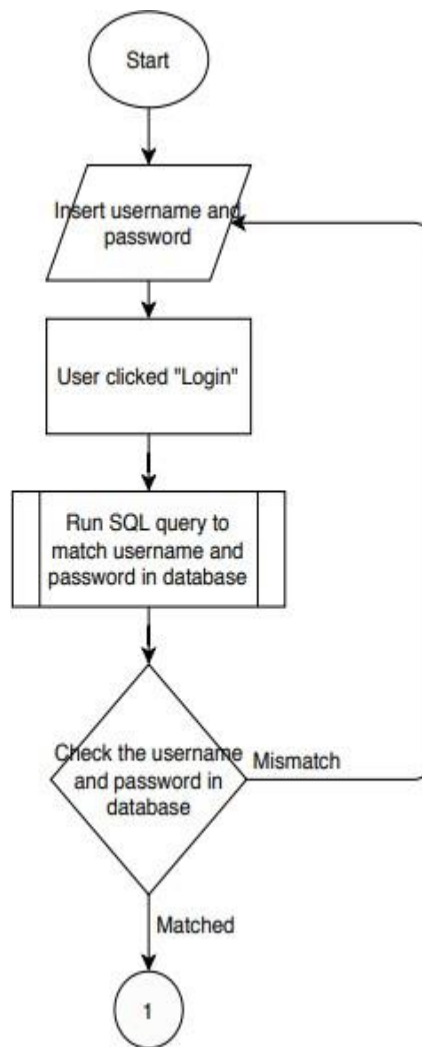 Start
Insert username and
password
User clicked "Login"
Run SQL query to
match username and
password in database
Check the username
and password in
database
Mismatch
Matched
1